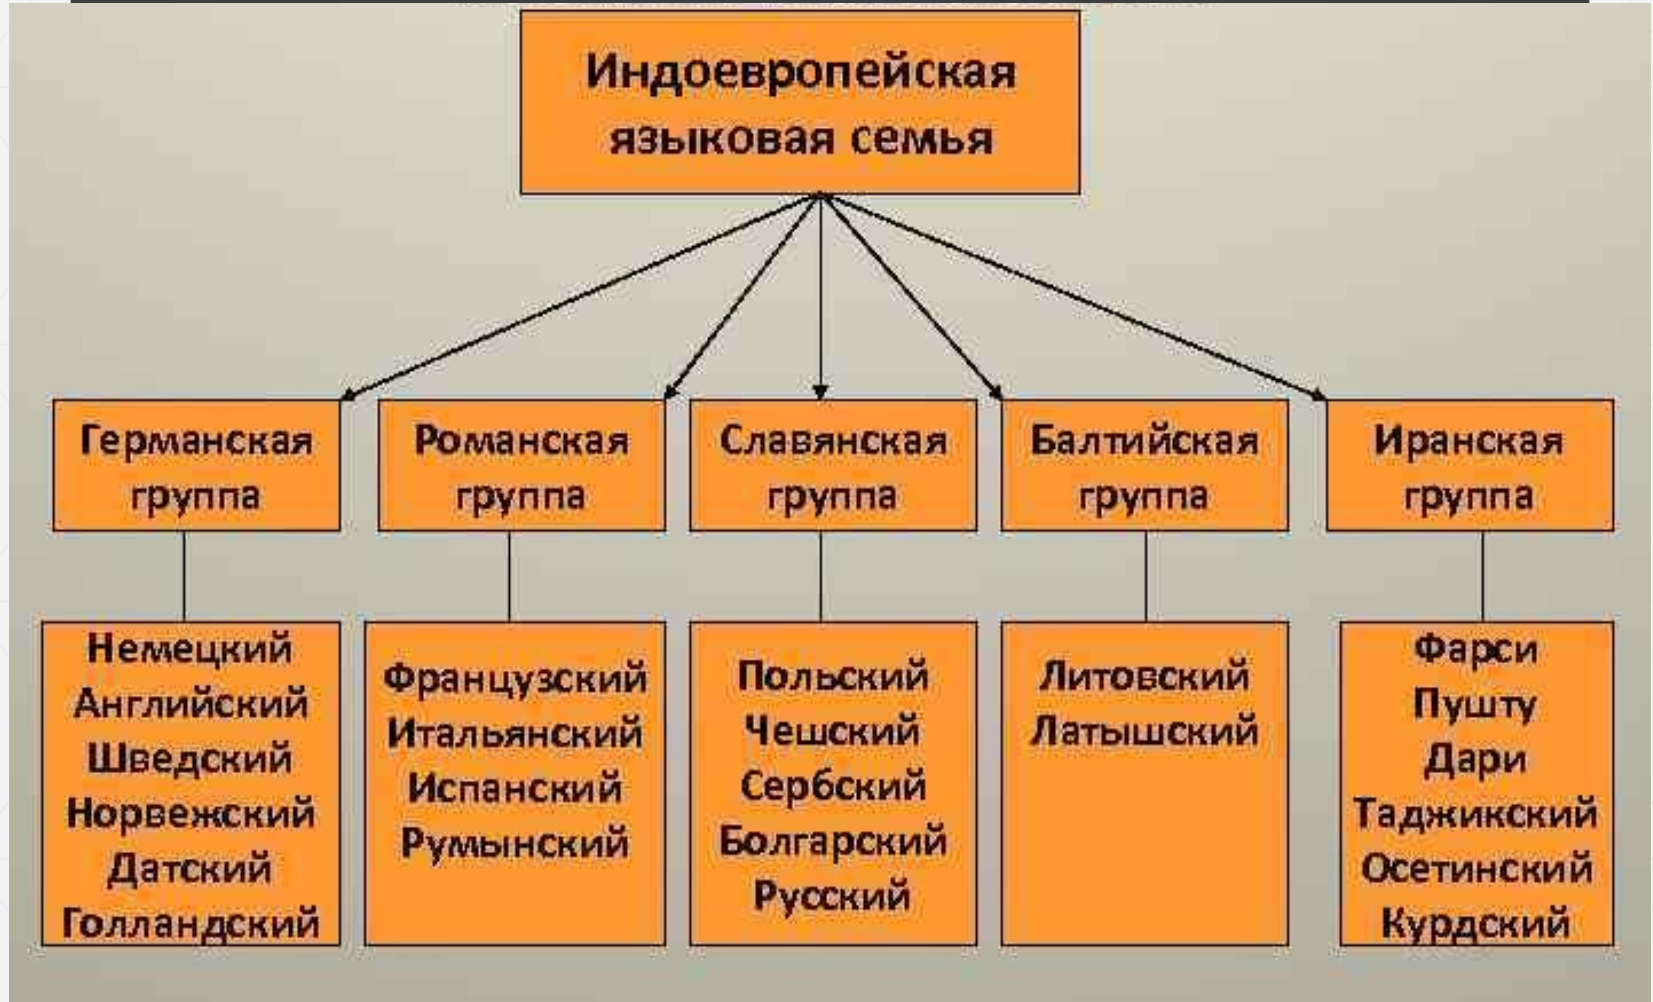 Индоевропейская
языковая семья
Германская
группа
Романская
группа
Славянская
группа
Балтийская
группа
Иранская
группа
Немецкий
Английский
Шведский
Норвежский
Датский
Голландский
Французский
Итальянский
Испанский
Румынский
Польский
Чешский
Сербский
Болгарский
Русский
Литовский
Латышский
Фарси
Пушту
Дари
Таджикский
Осетинский
Курдский